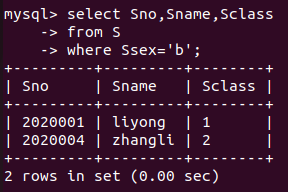 mysql> select Sno,Sname,Sclass
    -> from S
    -> where Ssex='b';
+---------+---------+--------+
| Sno     | Sname   | Sclass |
+---------+---------+--------+
| 2020001 | liyong  | 1      |
| 2020004 | zhangli | 2      |
+---------+---------+--------+
2 rows in set (0.00 sec)